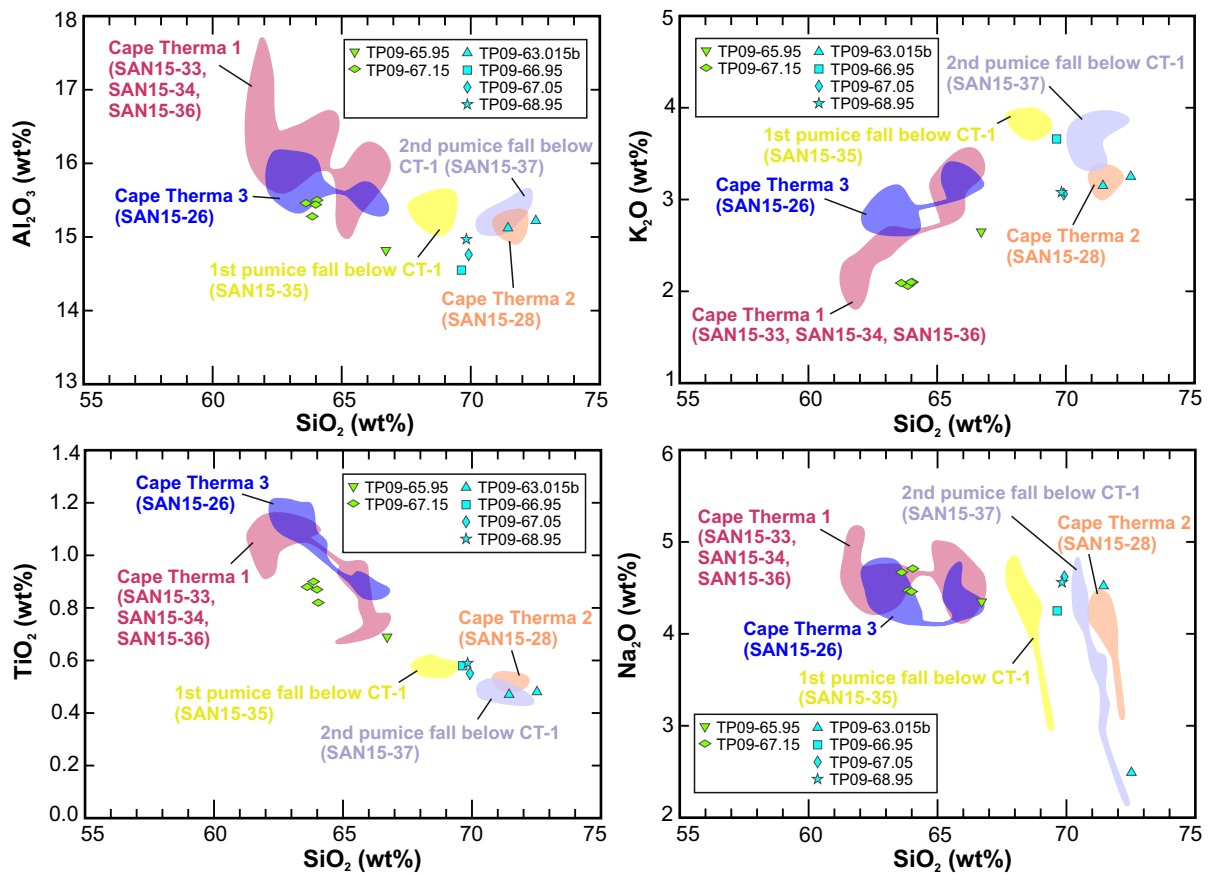 18
17
16
15
14
13
Al2O3 (wt%)
Cape Therma 1
(SAN15-33,
SAN15-34,
SAN15-36)
TP09-65.95
TP09-67.15
TP09-63.015b
TP09-66.95
TP09-67.05
TP09-68.95
2nd pumice fall below
CT-1 (SAN15-37)
Cape Therma 3
(SAN15-26)
1st pumice fall below CT-1
(SAN15-35)
Cape Therma 2
(SAN15-28)
55 60 65 70 75
SiO2 (wt%)
5
4
3
2
1
K2O (wt%)
TP09-65.95
TP09-67.15
TP09-63.015b
TP09-66.95
TP09-67.05
TP09-68.95
2nd pumice fall below CT-1
(SAN15-37)
1st pumice fall below CT-1
(SAN15-35)
Cape Therma 3
(SAN15-26)
Cape Therma 2
(SAN15-28)
Cape Therma 1
(SAN15-33, SAN15-34, SAN15-36)
55 60 65 70 75
SiO2 (wt%)
1.4
1.2
1.0
0.8
0.6
0.4
0.2
0.0
TiO2 (wt%)
Cape Therma 3
(SAN15-26)
TP09-65.95
TP09-67.15
TP09-63.015b
TP09-66.95
TP09-67.05
TP09-68.95
Cape Therma 1
(SAN15-33,
SAN15-34,
SAN15-36)
Cape Therma 2
(SAN15-28)
1st pumice fall below CT-1
(SAN15-35)
2nd pumice fall below CT-1
(SAN15-37)
55 60 65 70 75
SiO2 (wt%)
6
5
4
3
2
Na2O (wt%)
2nd pumice fall below CT-1
(SAN15-37)
Cape Therma 1
(SAN15-33,
SAN15-34,
SAN15-36)
Cape Therma 2
(SAN15-28)
Cape Therma 3
(SAN15-26)
1st pumice fall below CT-1
(SAN15-35)
TP09-65.95
TP09-67.15
TP09-63.015b
TP09-66.95
TP09-67.05
TP09-68.95
55 60 65 70 75
SiO2 (wt%)